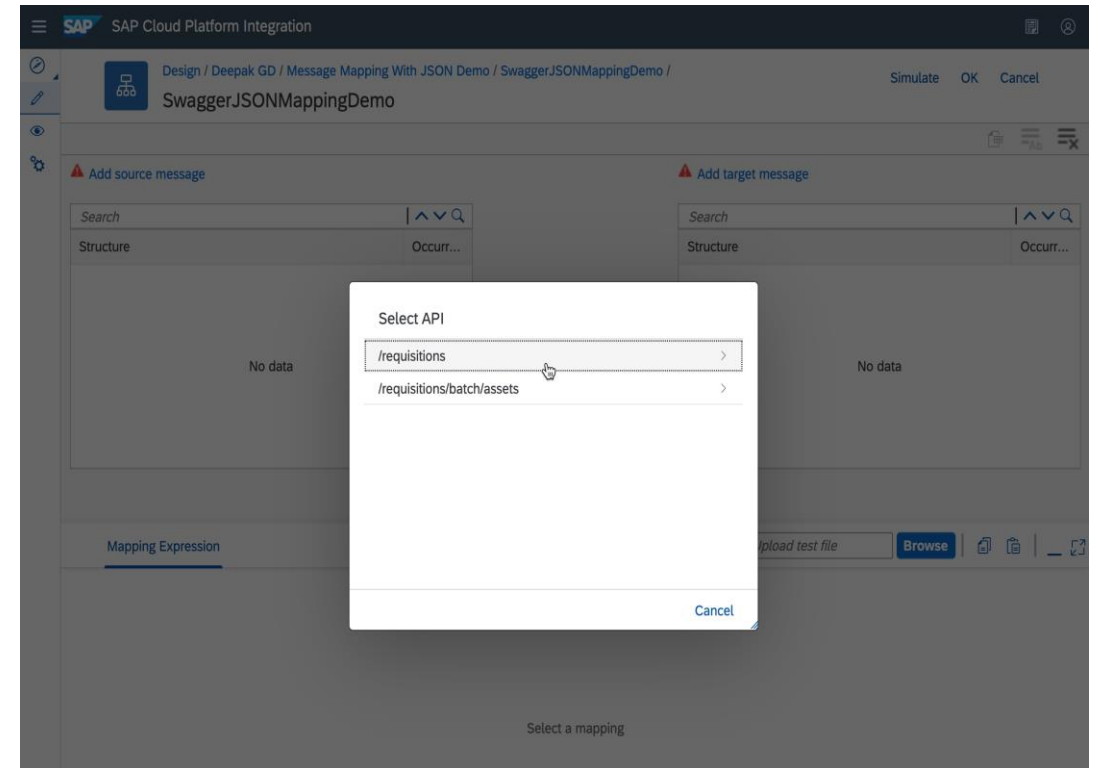 SAP SAP Cloud Platform Integration
Design / Deepak GD / Message Mapping With JSON Demo / SwaggerJSONMappingDemo /
SwaggerJSONMappingDemo
Simulate OK Cancel
Add source message
Add target message
Search
Search
Structure Occurr...
Structure Occurr...
No data
No data
Select API
/requisitions
/requisitions/batch/assets
Cancel
Mapping Expression
Upload test file Browse
Select a mapping